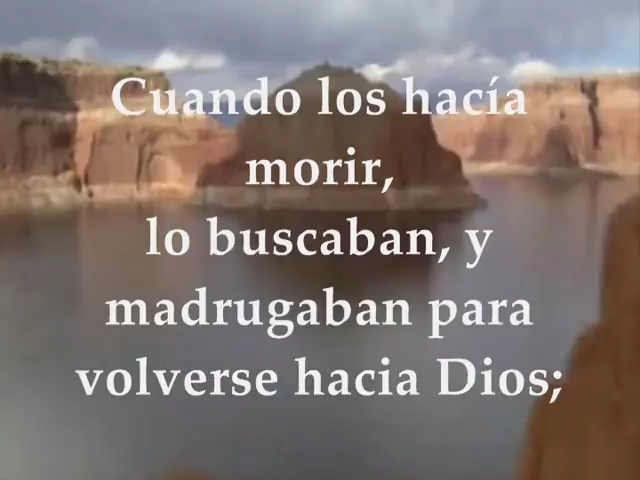 Cuando los hacía
morir,
lo buscaban, y
madrugaban para
volverse hacia Dios;